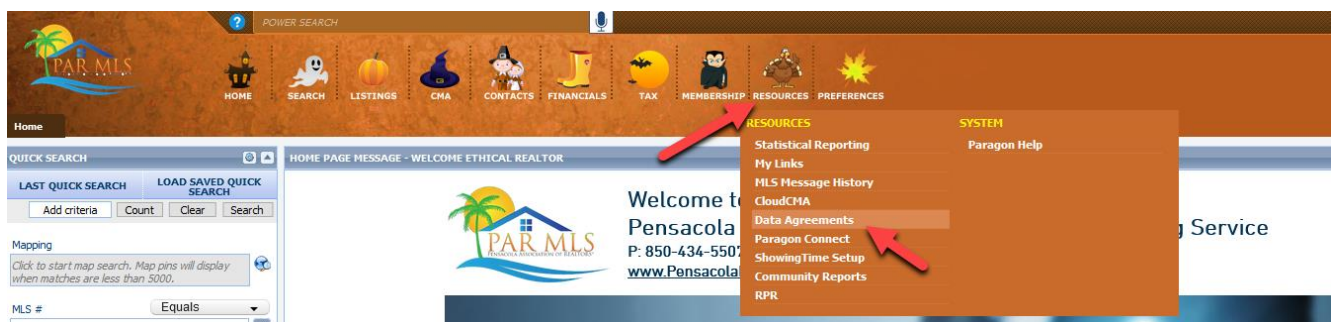 POWER SEARCH
PAR MLS
HOME
SEARCH
LISTINGS
CMA
CONTACTS
FINANCIALS
TAX
MEMBERSHIP
RESOURCES
PREFERENCES
Home
RESOURCES
SYSTEM
Statistical Reporting
Paragon Help
My Links
MLS Message History
CloudCMA
Data Agreements
Paragon Connect
ShowingTime Setup
Community Reports
RPR
QUICK SEARCH
LAST QUICK SEARCH
LOAD SAVED QUICK
SEARCH
Add criteria
Count
Clear
Search
Mapping
Click to start map search. Map pins will display
when matches are less than 5000.
MLS #
Equals
HOME PAGE MESSAGE - WELCOME ETHICAL REALTOR
PAR MLS
PENSACOLA ASSOCIATION OF REALTORS®
Welcome
Pensacola
g Service
P: 850-434-550
www.Pensacola